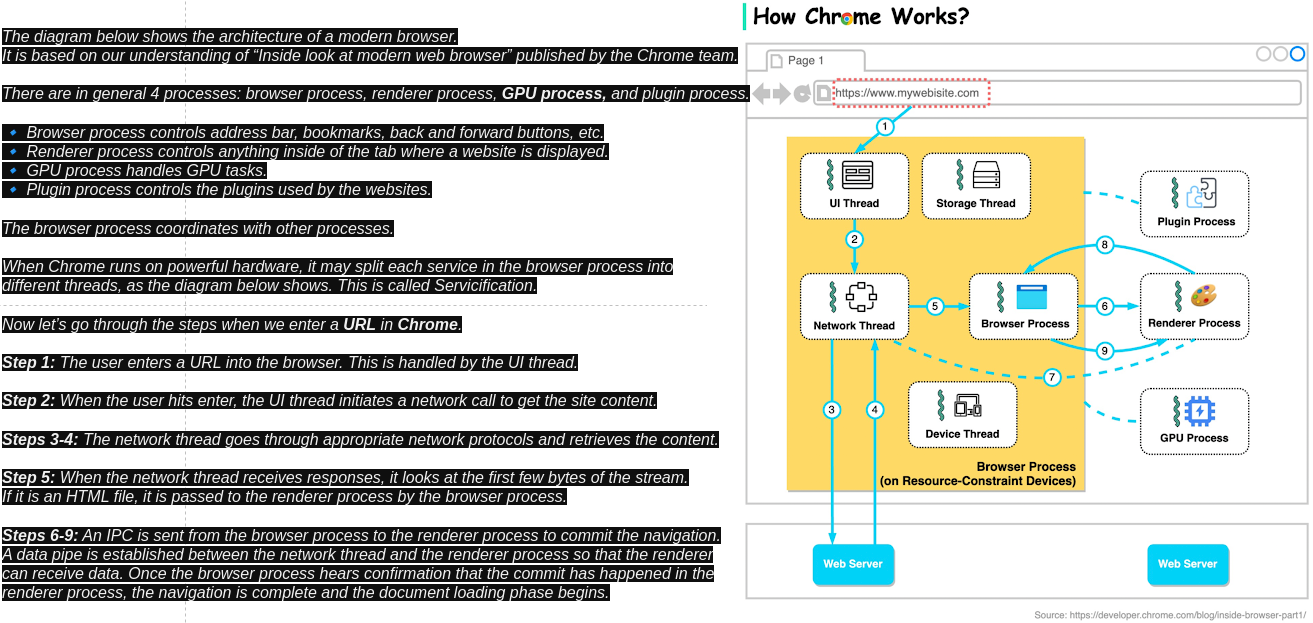 The diagram below shows the architecture of a modern browser.
It is based on our understanding of “Inside look at modern web browser” published by the Chrome team.
There are in general 4 processes: browser process, renderer process, GPU process, and plugin process.
🔹 Browser process controls address bar, bookmarks, back and forward buttons, etc.
🔹 Renderer process controls anything inside of the tab where a website is displayed.
🔹 GPU process handles GPU tasks.
🔹 Plugin process controls the plugins used by the websites.
The browser process coordinates with other processes.
When Chrome runs on powerful hardware, it may split each service in the browser process into
different threads, as the diagram below shows. This is called Servicification.
Now let’s go through the steps when we enter a URL in Chrome.
Step 1: The user enters a URL into the browser. This is handled by the UI thread.
Step 2: When the user hits enter, the UI thread initiates a network call to get the site content.
Steps 3-4: The network thread goes through appropriate network protocols and retrieves the content.
Step 5: When the network thread receives responses, it looks at the first few bytes of the stream.
If it is an HTML file, it is passed to the renderer process by the browser process.
Steps 6-9: An IPC is sent from the browser process to the renderer process to commit the navigation.
A data pipe is established between the network thread and the renderer process so that the renderer
can receive data. Once the browser process hears confirmation that the commit has happened in the
renderer process, the navigation is complete and the document loading phase begins.
How Chrome Works?
Page 1
https://www.mywebisite.com
1
UI Thread
Storage Thread
Plugin Process
2
8
Network Thread
5
Browser Process
6
Renderer Process
9
7
3
4
Device Thread
GPU Process
Browser Process
(on Resource-Constraint Devices)
Web Server
Web Server
Source: https://developer.chrome.com/blog/inside-browser-part1/